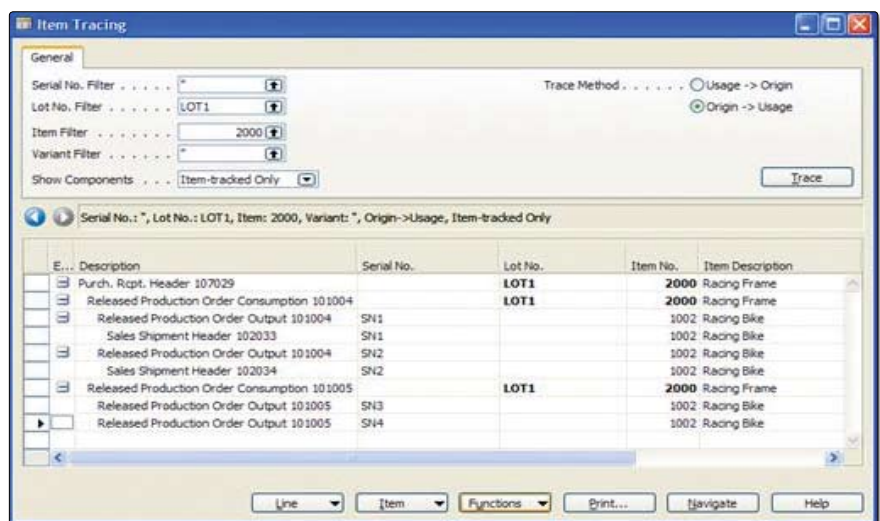 Item Tracing
General
Serial No. Filter . . . . . '' Trace Method . . . . . . Usage -> Origin
Lot No. Filter . . . . . . LOT1 Origin -> Usage
Item Filter . . . . . . . 2000
Variant Filter . . . . . . ''
Show Components . . . Item-tracked Only Trace
Serial No.: '', Lot No.: LOT1, Item: 2000, Variant: '', Origin->Usage, Item-tracked Only
E... Description Serial No. Lot No. Item No. Item Description
Purch. Rcpt. Header 107029 LOT1 2000 Racing Frame
Released Production Order Consumption 101004 LOT1 2000 Racing Frame
Released Production Order Output 101004 SN1 1002 Racing Bike
Sales Shipment Header 102033 SN1 1002 Racing Bike
Released Production Order Output 101004 SN2 1002 Racing Bike
Sales Shipment Header 102034 SN2 1002 Racing Bike
Released Production Order Consumption 101005 LOT1 2000 Racing Frame
Released Production Order Output 101005 SN3 1002 Racing Bike
Released Production Order Output 101005 SN4 1002 Racing Bike
Line Item Functions Print... Navigate Help